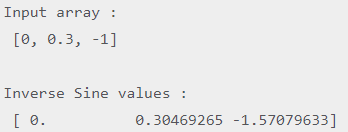 Input array :
[0, 0.3, -1]
Inverse Sine values :
[ 0.          0.30469265 -1.57079633]